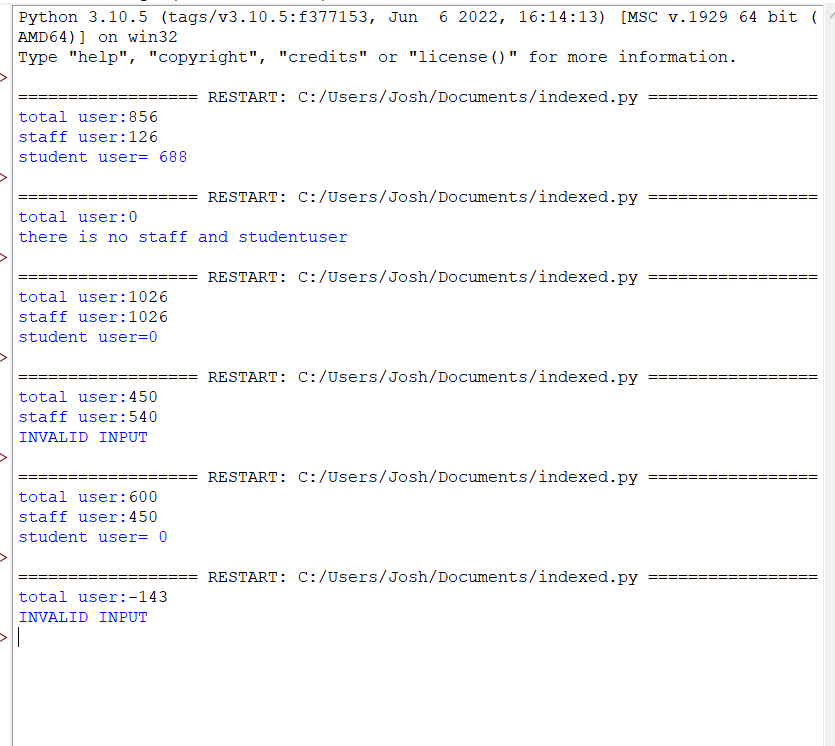 Python 3.10.5 (tags/v3.10.5:f377153, Jun  6 2022, 16:14:13) [MSC v.1929 64 bit (
AMD64)] on win32
Type "help", "copyright", "credits" or "license()" for more information.
>
================== RESTART: C:/Users/Josh/Documents/indexed.py =================
total user:856
staff user:126
student user= 688
>
================== RESTART: C:/Users/Josh/Documents/indexed.py =================
total user:0
there is no staff and studentuser
>
================== RESTART: C:/Users/Josh/Documents/indexed.py =================
total user:1026
staff user:1026
student user=0
>
================== RESTART: C:/Users/Josh/Documents/indexed.py =================
total user:450
staff user:540
INVALID INPUT
>
================== RESTART: C:/Users/Josh/Documents/indexed.py =================
total user:600
staff user:450
student user= 0
>
================== RESTART: C:/Users/Josh/Documents/indexed.py =================
total user:-143
INVALID INPUT
>